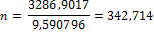 n = 3286,9017 / 9,590796 = 342,714